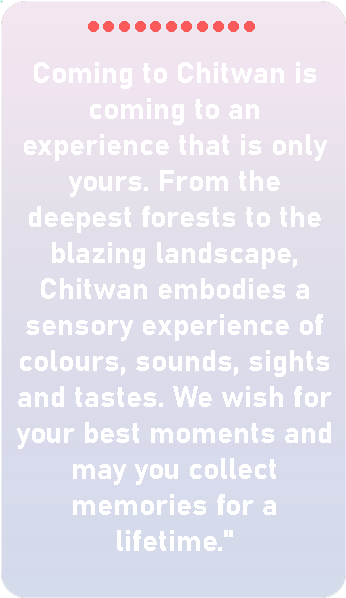 Coming to Chitwan is
coming to an
experience that is only
yours. From the
deepest forests to the
blazing landscape,
Chitwan embodies a
sensory experience of
colours, sounds, sights
and tastes. We wish for
your best moments and
may you collect
memories for a
lifetime."